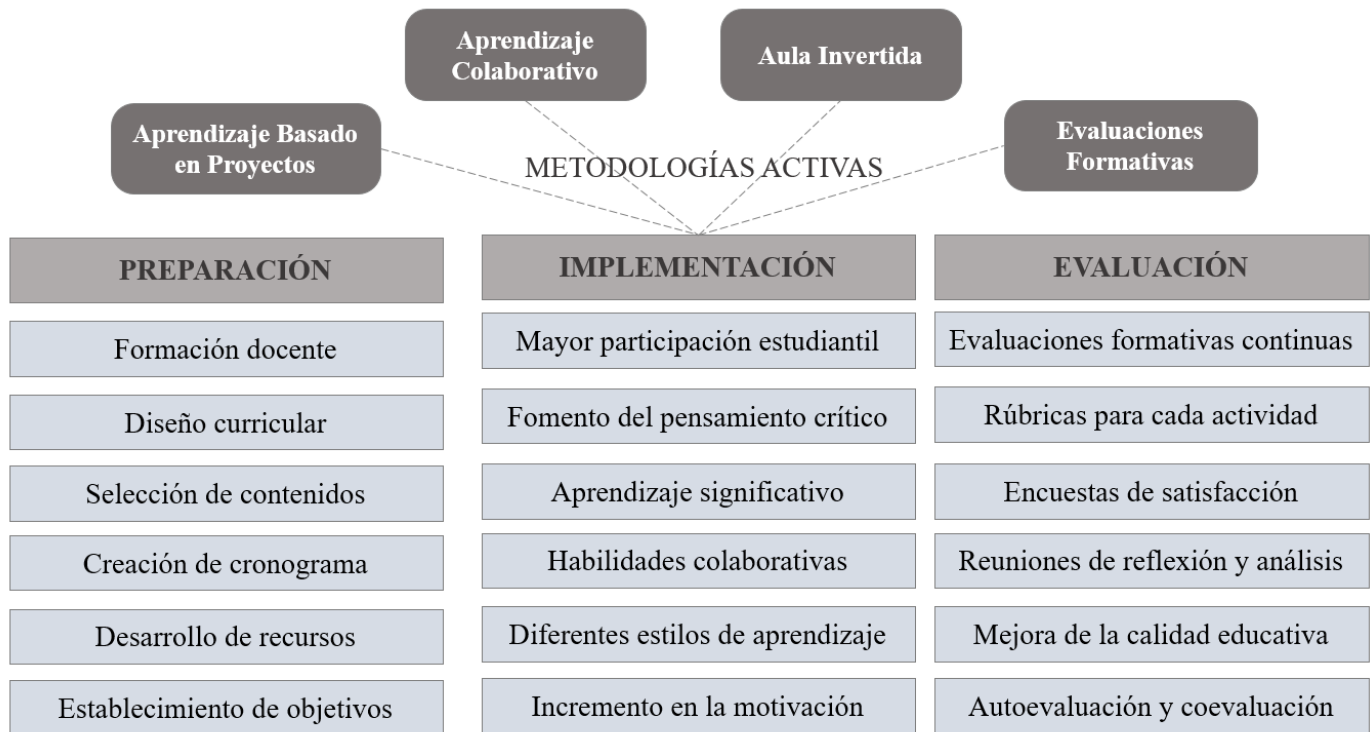 Aprendizaje
Colaborativo
Aula Invertida
Aprendizaje Basado
en Proyectos
Evaluaciones
Formativas
METODOLOGÍAS ACTIVAS
PREPARACIÓN
Formación docente
Diseño curricular
Selección de contenidos
Creación de cronograma
Desarrollo de recursos
Establecimiento de objetivos
IMPLEMENTACIÓN
Mayor participación estudiantil
Fomento del pensamiento crítico
Aprendizaje significativo
Habilidades colaborativas
Diferentes estilos de aprendizaje
Incremento en la motivación
EVALUACIÓN
Evaluaciones formativas continuas
Rúbricas para cada actividad
Encuestas de satisfacción
Reuniones de reflexión y análisis
Mejora de la calidad educativa
Autoevaluación y coevaluación